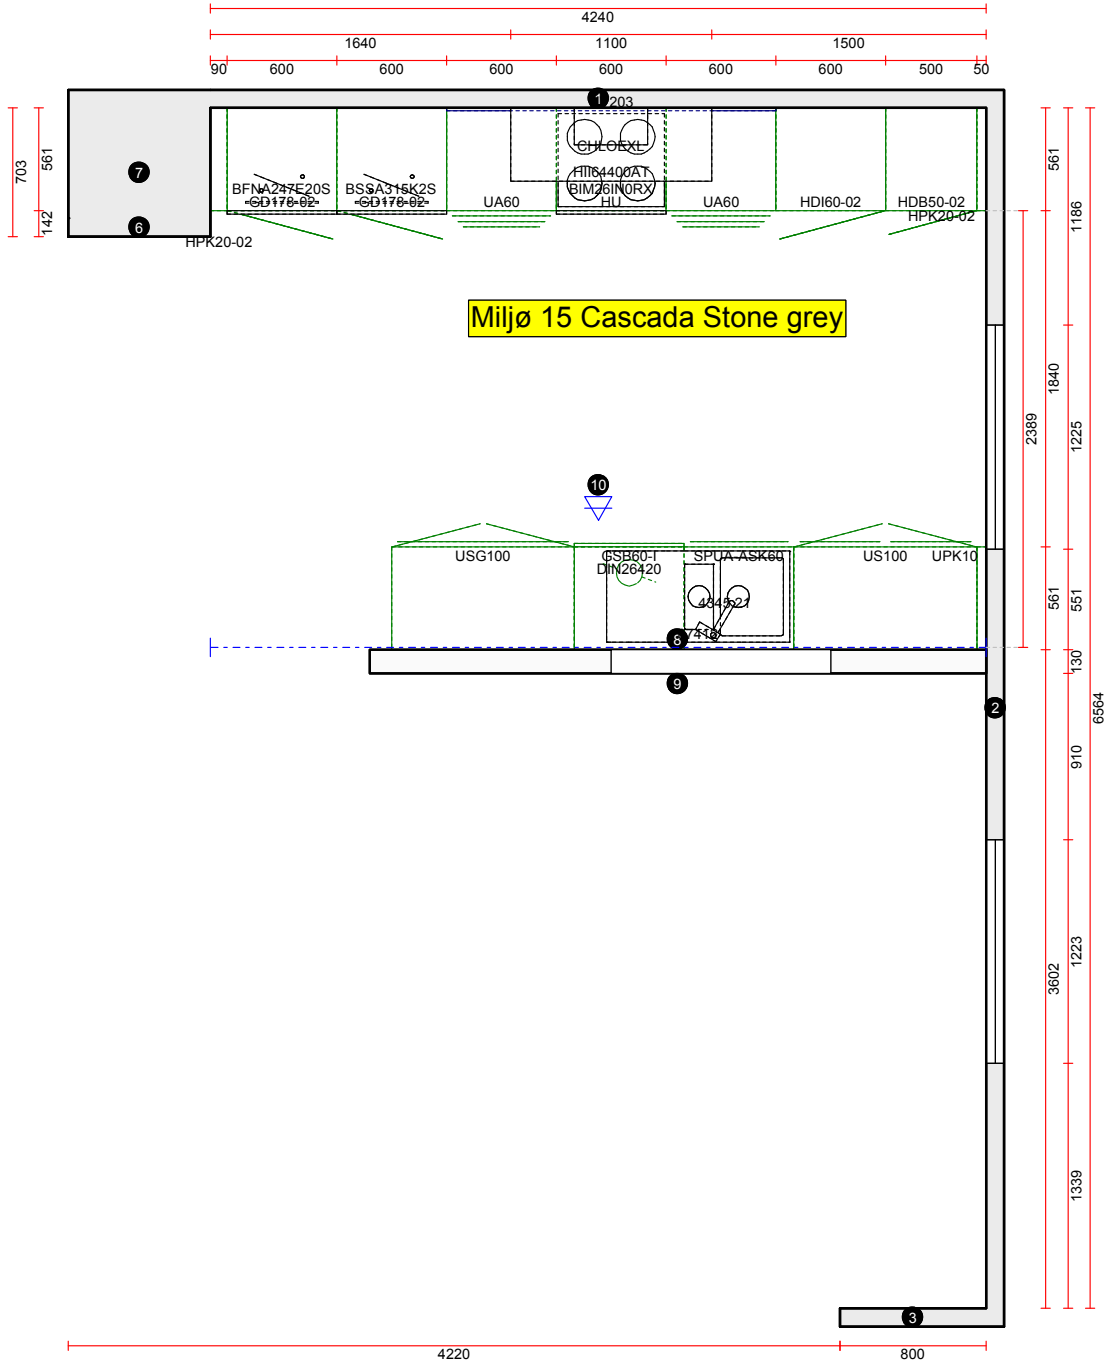 4240
1640 1100 1500
90 600 600 600 600 600 600 500 50
1 203
703 561 142
7
6
CHLOEXL
HII64400AT
BFNA247E20S BSSA315K2S BIM26IN0RX
GD178-02 GD178-02 UA60 HU UA60 HDI60-02 HDB50-02
HPK20-02
HPK20-02
Miljø 15 Cascada Stone grey
561 1186
1840
2389 1225
10
USG100 GSB60-I SPUA-ASK60 US100 UPK10
DIN26420
4345-21
8
9
561 551
130
2
6564
910
3602 1223
1339
3
4220 800